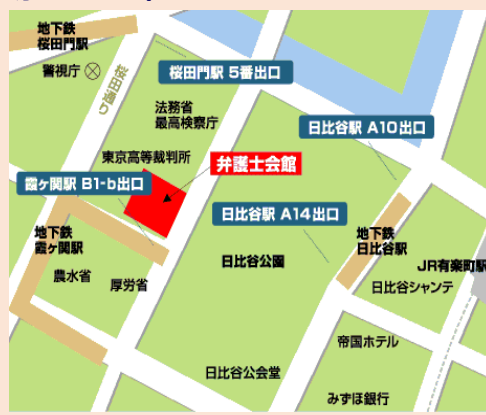 地下鉄
桜田門駅
警視庁
桜田通り
桜田門駅 5番出口
法務省
最高検察庁
日比谷駅 A10出口
東京高等裁判所
弁護士会館
霞ヶ関駅 B1-b出口
日比谷駅 A14出口
地下鉄
霞ヶ関駅
地下鉄
日比谷駅
農水省
厚労省
日比谷公園
JR有楽町駅
日比谷シャンテ
帝国ホテル
日比谷公会堂
みずほ銀行